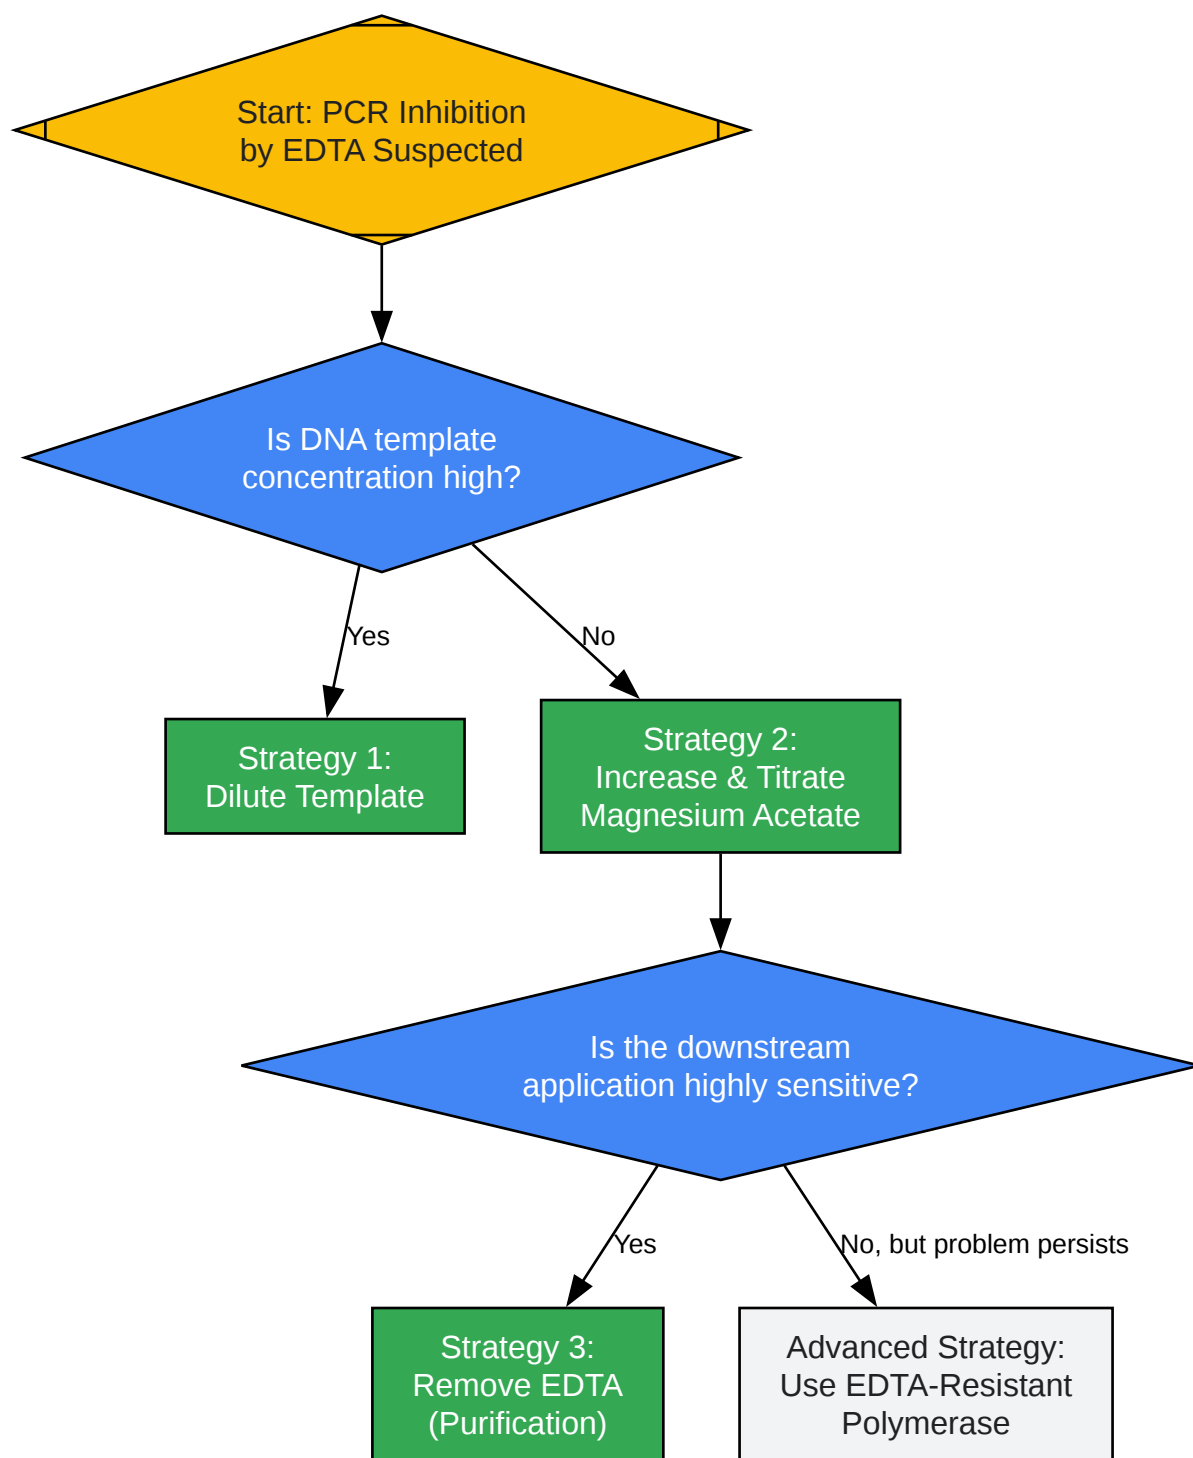 Start: PCR Inhibition
by EDTA Suspected
Is DNA template
concentration high?
Yes
No
Strategy 1:
Dilute Template
Strategy 2:
Increase & Titrate
Magnesium Acetate
Is the downstream
application highly sensitive?
Yes
No, but problem persists
Strategy 3:
Remove EDTA
(Purification)
Advanced Strategy:
Use EDTA-Resistant
Polymerase